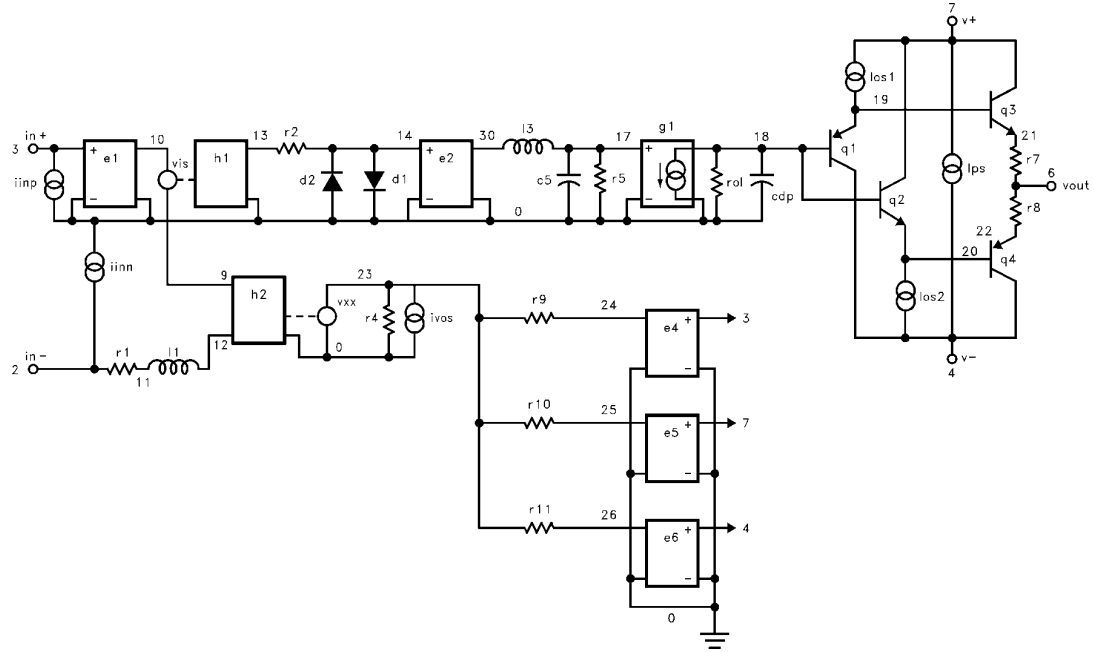 7
v+
Ios1
19
q3
in+
3
10
13
r2
14
30
l3
17
g1
18
21
e1
vis
h1
e2
q1
r7
iinp
d2
d1
c5
r5
rol
cdp
Ips
6
vout
0
q2
r8
22
20
q4
iinn
9
h2
23
vxx
r4
ivos
Ios2
r9
24
e4
3
0
12
in-
2
r1
11
l1
v-
4
r10
25
e5
7
r11
26
e6
4
0
+
-
+
-
+
-
+
-
+
-
+
-